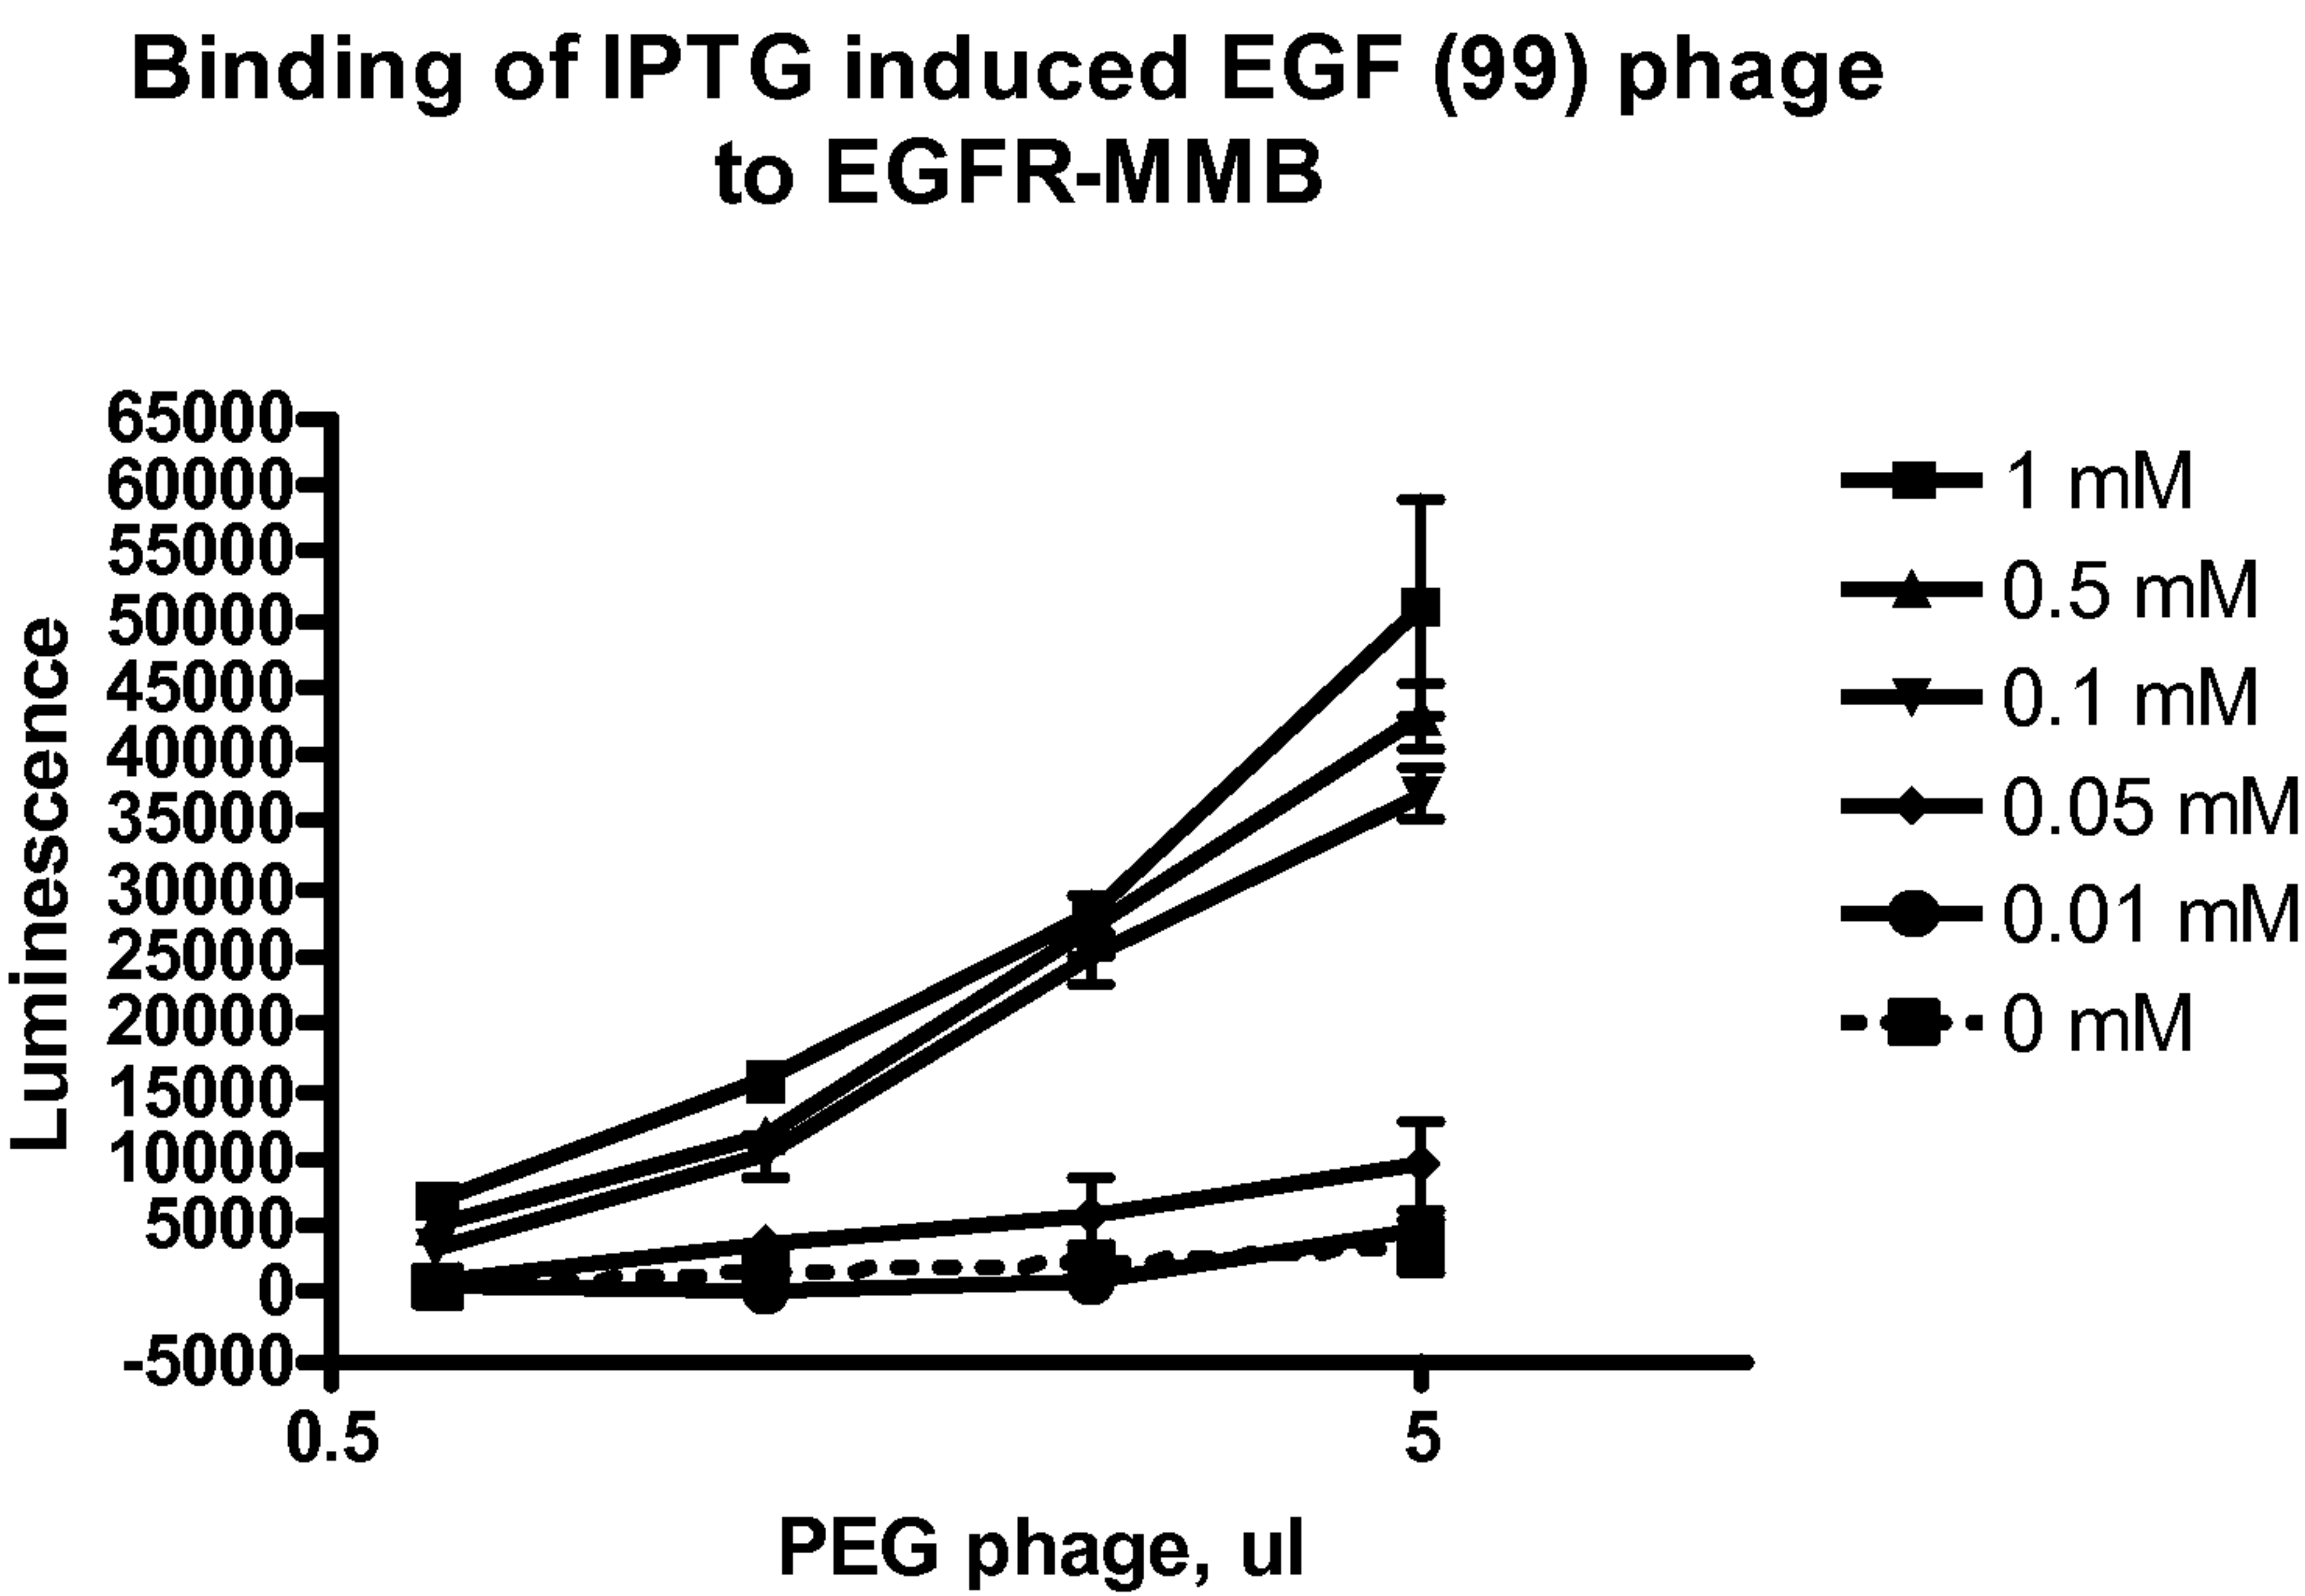 Binding of IPTG induced EGF (99) phage
to EGFR-MMB
65000
60000
55000
50000
45000
40000
35000
30000
25000
20000
15000
10000
5000
0
-5000
Luminescence
0.5
5
PEG phage, ul
1 mM
0.5 mM
0.1 mM
0.05 mM
0.01 mM
0 mM